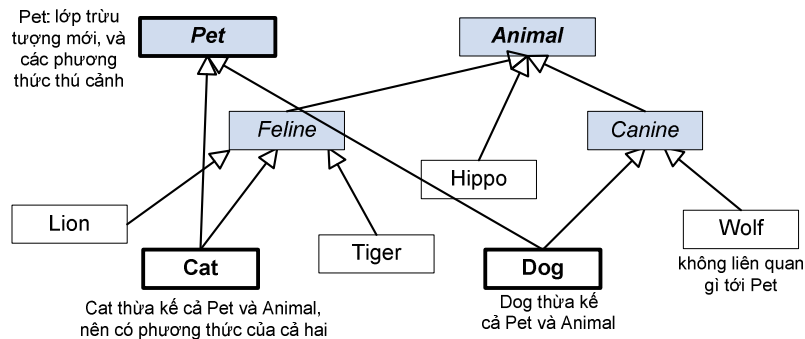 Pet: lớp trừu
tượng mới, và
các phương
thức thú cảnh
Pet
Animal
Feline
Canine
Hippo
Lion
Tiger
Wolf
Cat
Dog
không liên quan
gì tới Pet
Cat thừa kế cả Pet và Animal,
nên có phương thức của cả hai
Dog thừa kế
cả Pet và Animal